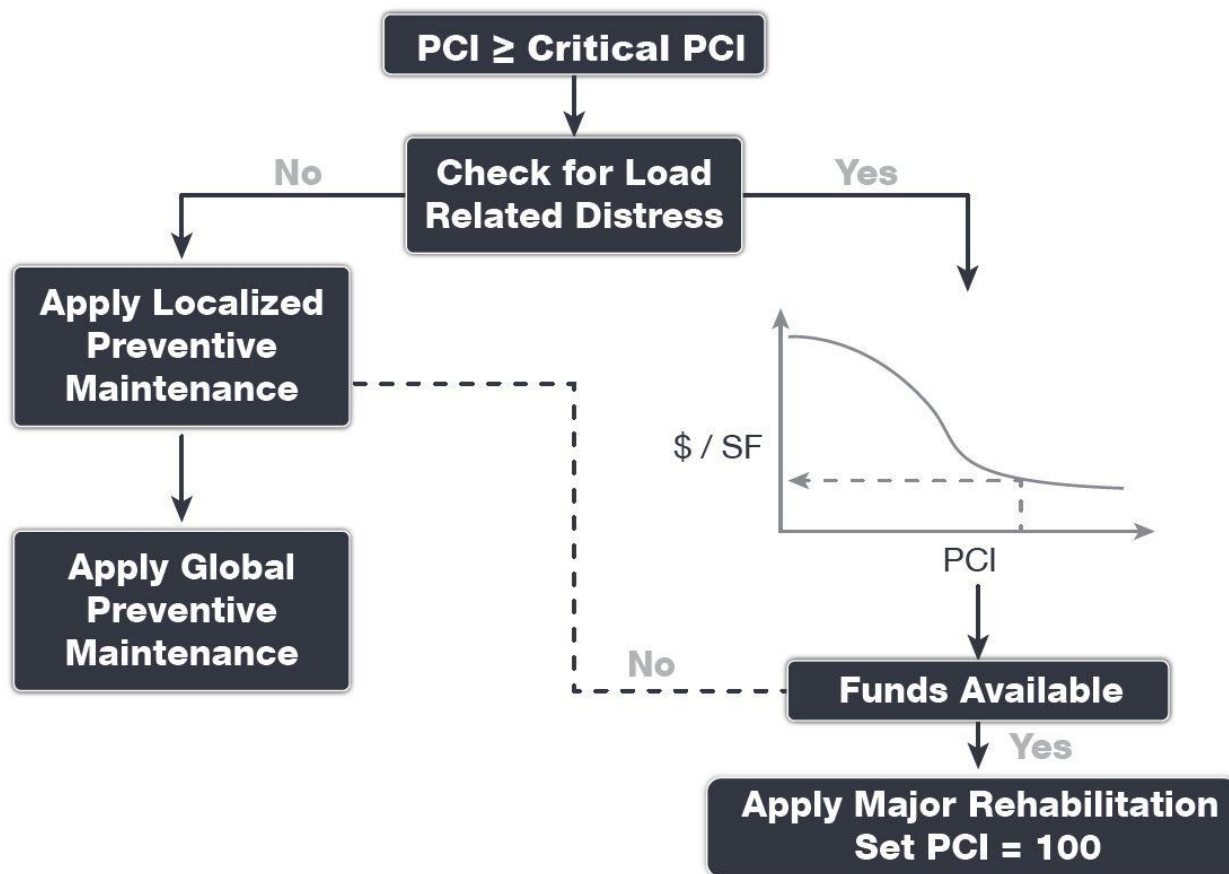 PCI ≥ Critical PCI
No
Check for Load
Related Distress
Yes
Apply Localized
Preventive
Maintenance
$ / SF
PCI
Apply Global
Preventive
Maintenance
No
Funds Available
Yes
Apply Major Rehabilitation
Set PCI = 100